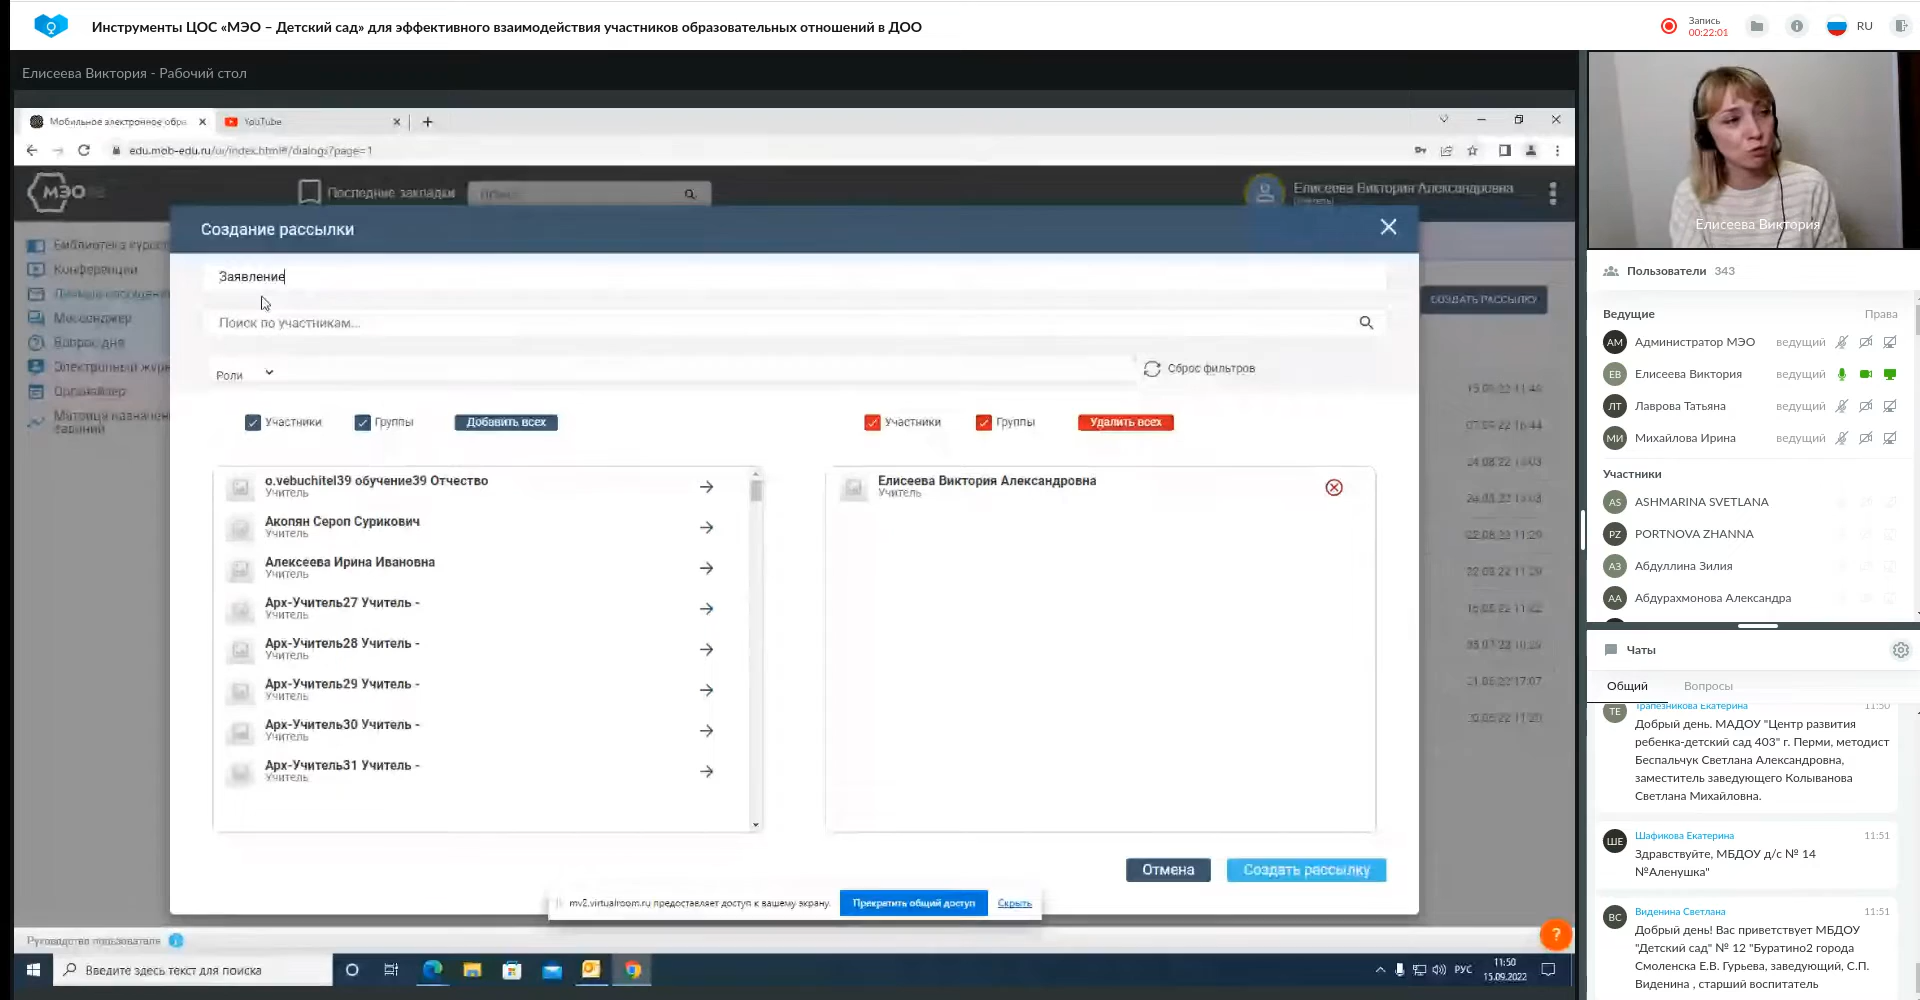 Инструменты ЦОС «МЭО – Детский сад» для эффективного взаимодействия участников образовательных отношений в ДОО
Запись
00:22:01
RU
Елисеева Виктория - Рабочий стол
Мобильное электронное обра
YouTube
edu.mob-edu.ru/ui/index.html#/dialogs?page=1
МЭО
Последние закладки
Елисеева Виктория Александровна
Создание рассылки
Заявление
Поиск по участникам...
Роли
Сброс фильтров
Участники
Группы
Добавить всех
Участники
Группы
Удалить всех
o.vebuchitel39 обучение39 Отчество
Учитель
Акопян Сероп Сурикович
Учитель
Алексеева Ирина Ивановна
Учитель
Арх-Учитель27 Учитель -
Учитель
Арх-Учитель28 Учитель -
Учитель
Арх-Учитель29 Учитель -
Учитель
Арх-Учитель30 Учитель -
Учитель
Арх-Учитель31 Учитель -
Учитель
Елисеева Виктория Александровна
Учитель
Отмена
Создать рассылку
Конференции
Мессенджер
Вопрос дня
Электронный журн
Органайзер
Матрица назначен
заданий
СОЗДАТЬ РАССЫЛКУ
mv2.virtualroom.ru предоставляет доступ к вашему экрану.
Прекратить общий доступ
Скрыть
Руководство пользователя
?
Введите здесь текст для поиска
РУС
11:50
15.09.2022
Елисеева Виктория
Пользователи 343
Ведущие
Права
АМ Администратор МЭО ведущий
ЕВ Елисеева Виктория ведущий
ЛТ Лаврова Татьяна ведущий
МИ Михайлова Ирина ведущий
Участники
AS ASHMARINA SVETLANA
PZ PORTNOVA ZHANNA
АЗ Абдуллина Зилия
АА Абдурахмонова Александра
Чаты
Общий
Вопросы
ТЕ Трапезникова Екатерина 11:50
Добрый день. МАДОУ "Центр развития
ребенка-детский сад 403" г. Перми, методист
Беспальчук Светлана Александровна,
заместитель заведующего Колыванова
Светлана Михайловна.
ШЕ Шафикова Екатерина 11:51
Здравствуйте, МБДОУ д/с № 14
№Аленушка"
ВС Виденина Светлана 11:51
Добрый день! Вас приветствует МБДОУ
"Детский сад" № 12 "Буратино2 города
Смоленска Е.В. Гурьева, заведующий, С.П.
Виденина , старший воспитатель